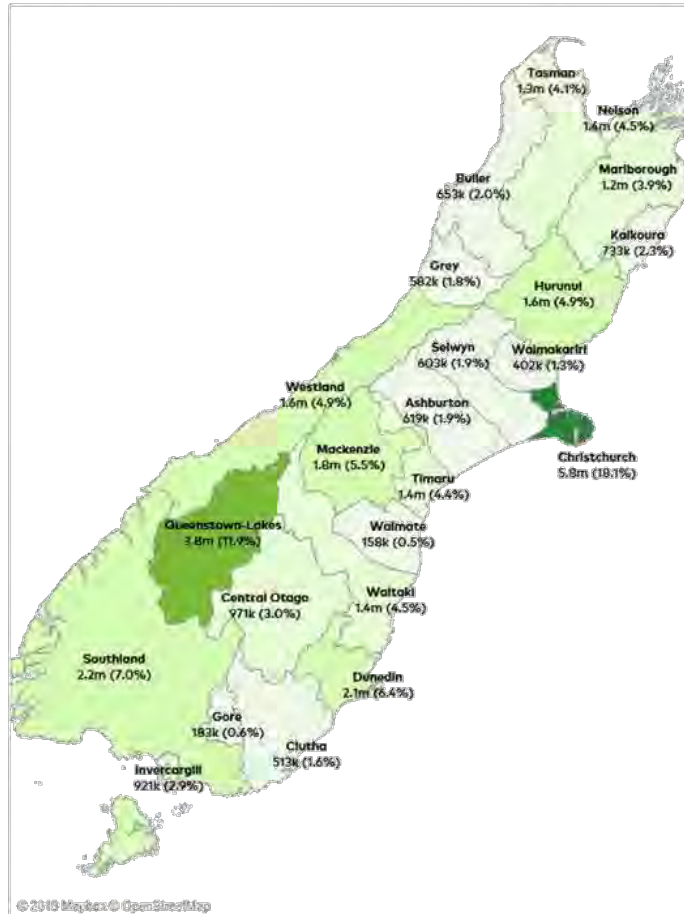 Tasman
1.3m (4.1%)
Nelson
1.4m (4.5%)
Marlborough
1.2m (3.9%)
Buller
653k (2.0%)
Kaikoura
733k (2.3%)
Grey
582k (1.8%)
Hurunui
1.6m (4.9%)
Selwyn
603k (1.9%)
Waimakariri
402k (1.3%)
Westland
1.6m (4.9%)
Ashburton
619k (1.9%)
Mackenzie
1.8m (5.5%)
Christchurch
5.8m (18.1%)
Timaru
1.4m (4.4%)
Queenstown-Lakes
3.8m (11.9%)
Waimate
158k (0.5%)
Central Otago
971k (3.0%)
Waitaki
1.4m (4.5%)
Southland
2.2m (7.0%)
Dunedin
2.1m (6.4%)
Gore
183k (0.6%)
Clutha
513k (1.6%)
Invercargill
921k (2.9%)
© 2019 Mapbox © OpenStreetMap